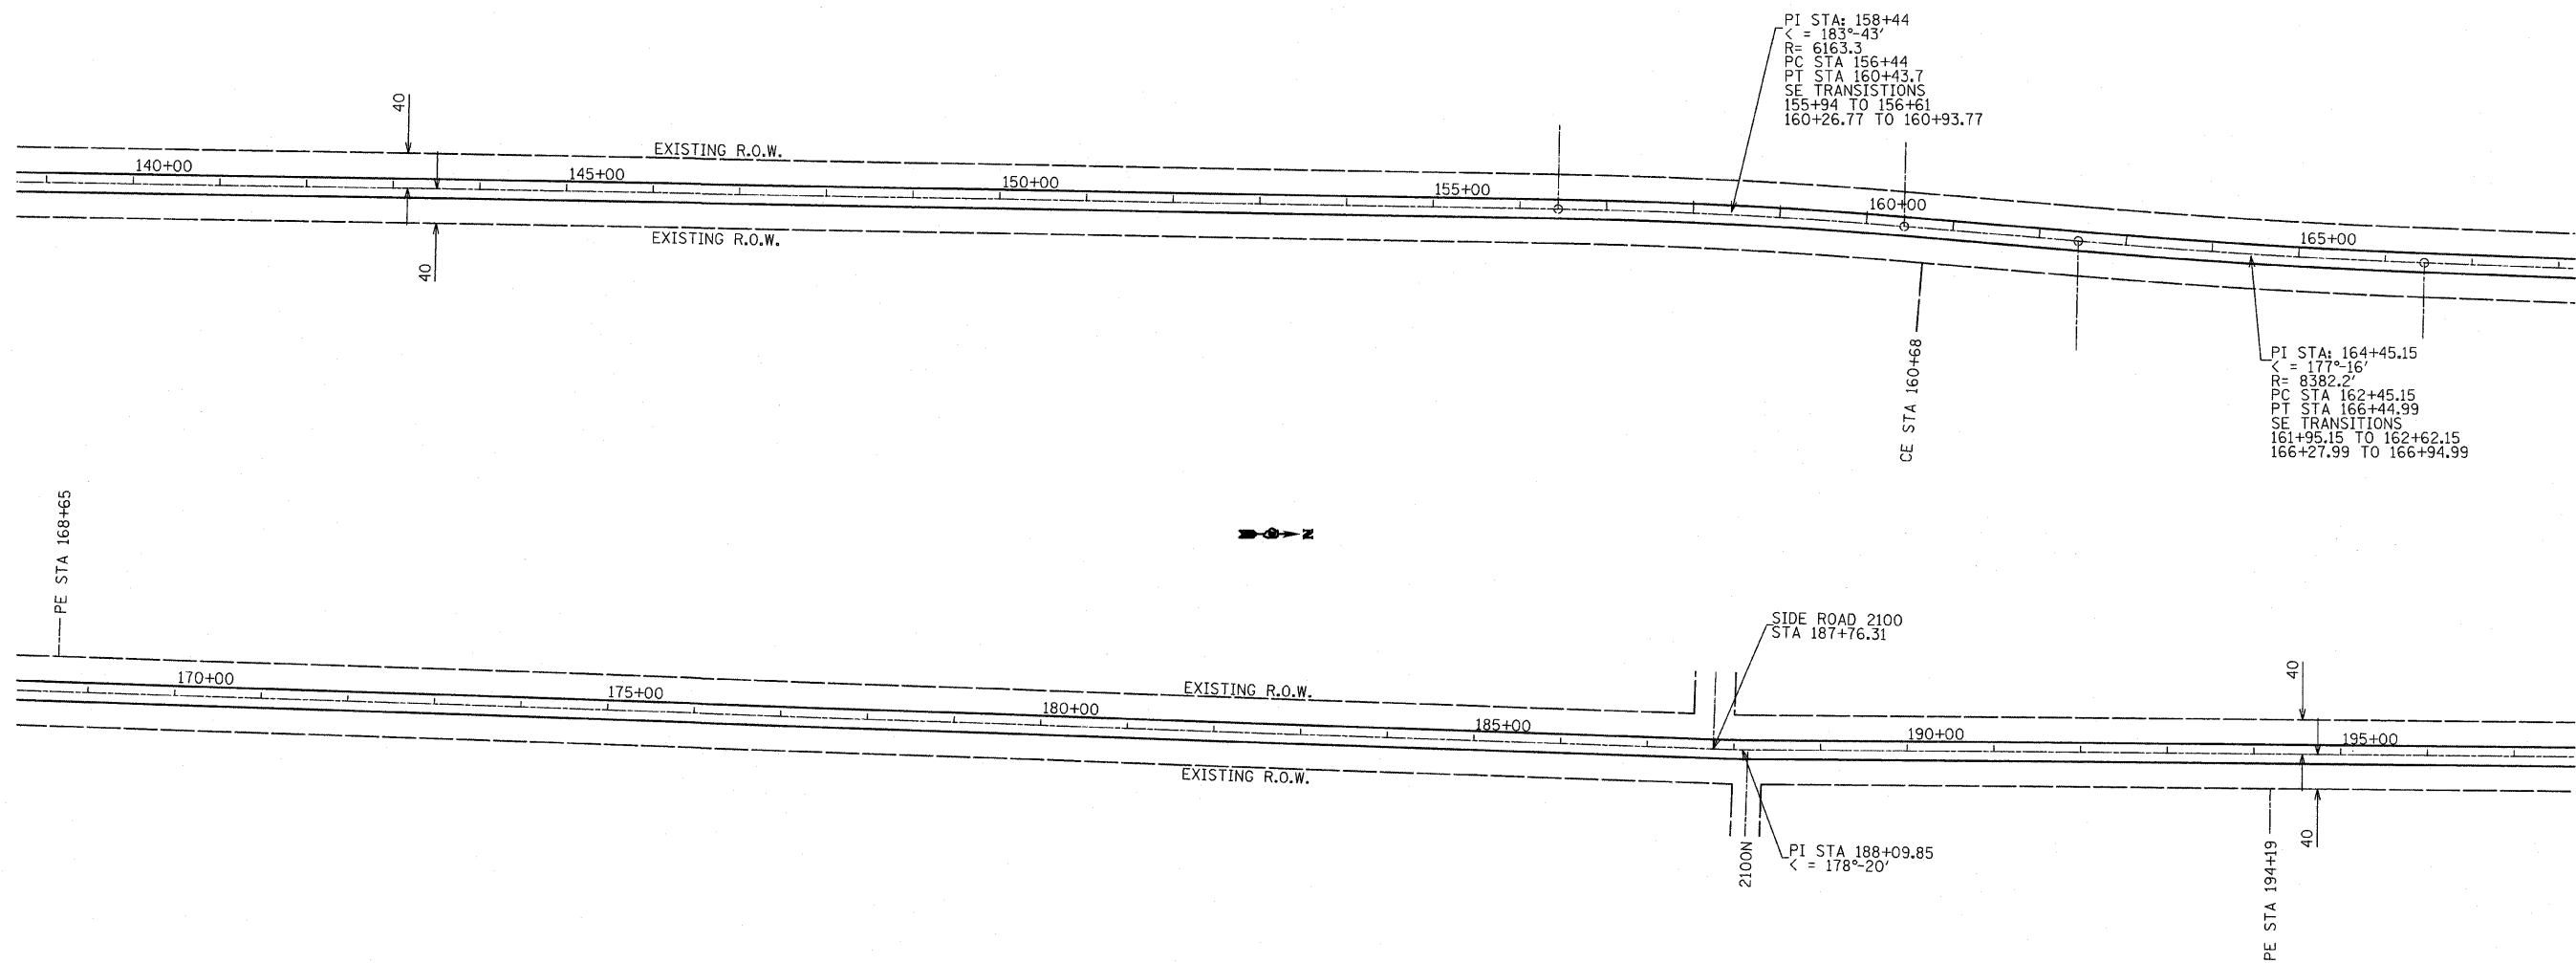 PI STA: 158+44
< = 183°-43'
R= 6163.3
PC STA 156+44
PT STA 160+43.7
SE TRANSISTIONS
155+94 TO 156+61
160+26.77 TO 160+93.77
40
EXISTING R.O.W.
140+00
145+00
150+00
155+00
160+00
165+00
EXISTING R.O.W.
40
CE STA 160+68
PI STA: 164+45.15
< = 177°-16'
R= 8382.2'
PC STA 162+45.15
PT STA 166+44.99
SE TRANSITIONS
161+95.15 TO 162+62.15
166+27.99 TO 166+94.99
PE STA 168+65
N
SIDE ROAD 2100
STA 187+76.31
40
EXISTING R.O.W.
170+00
175+00
180+00
185+00
190+00
195+00
EXISTING R.O.W.
2100N
PI STA 188+09.85
< = 178°-20'
40
PE STA 194+19